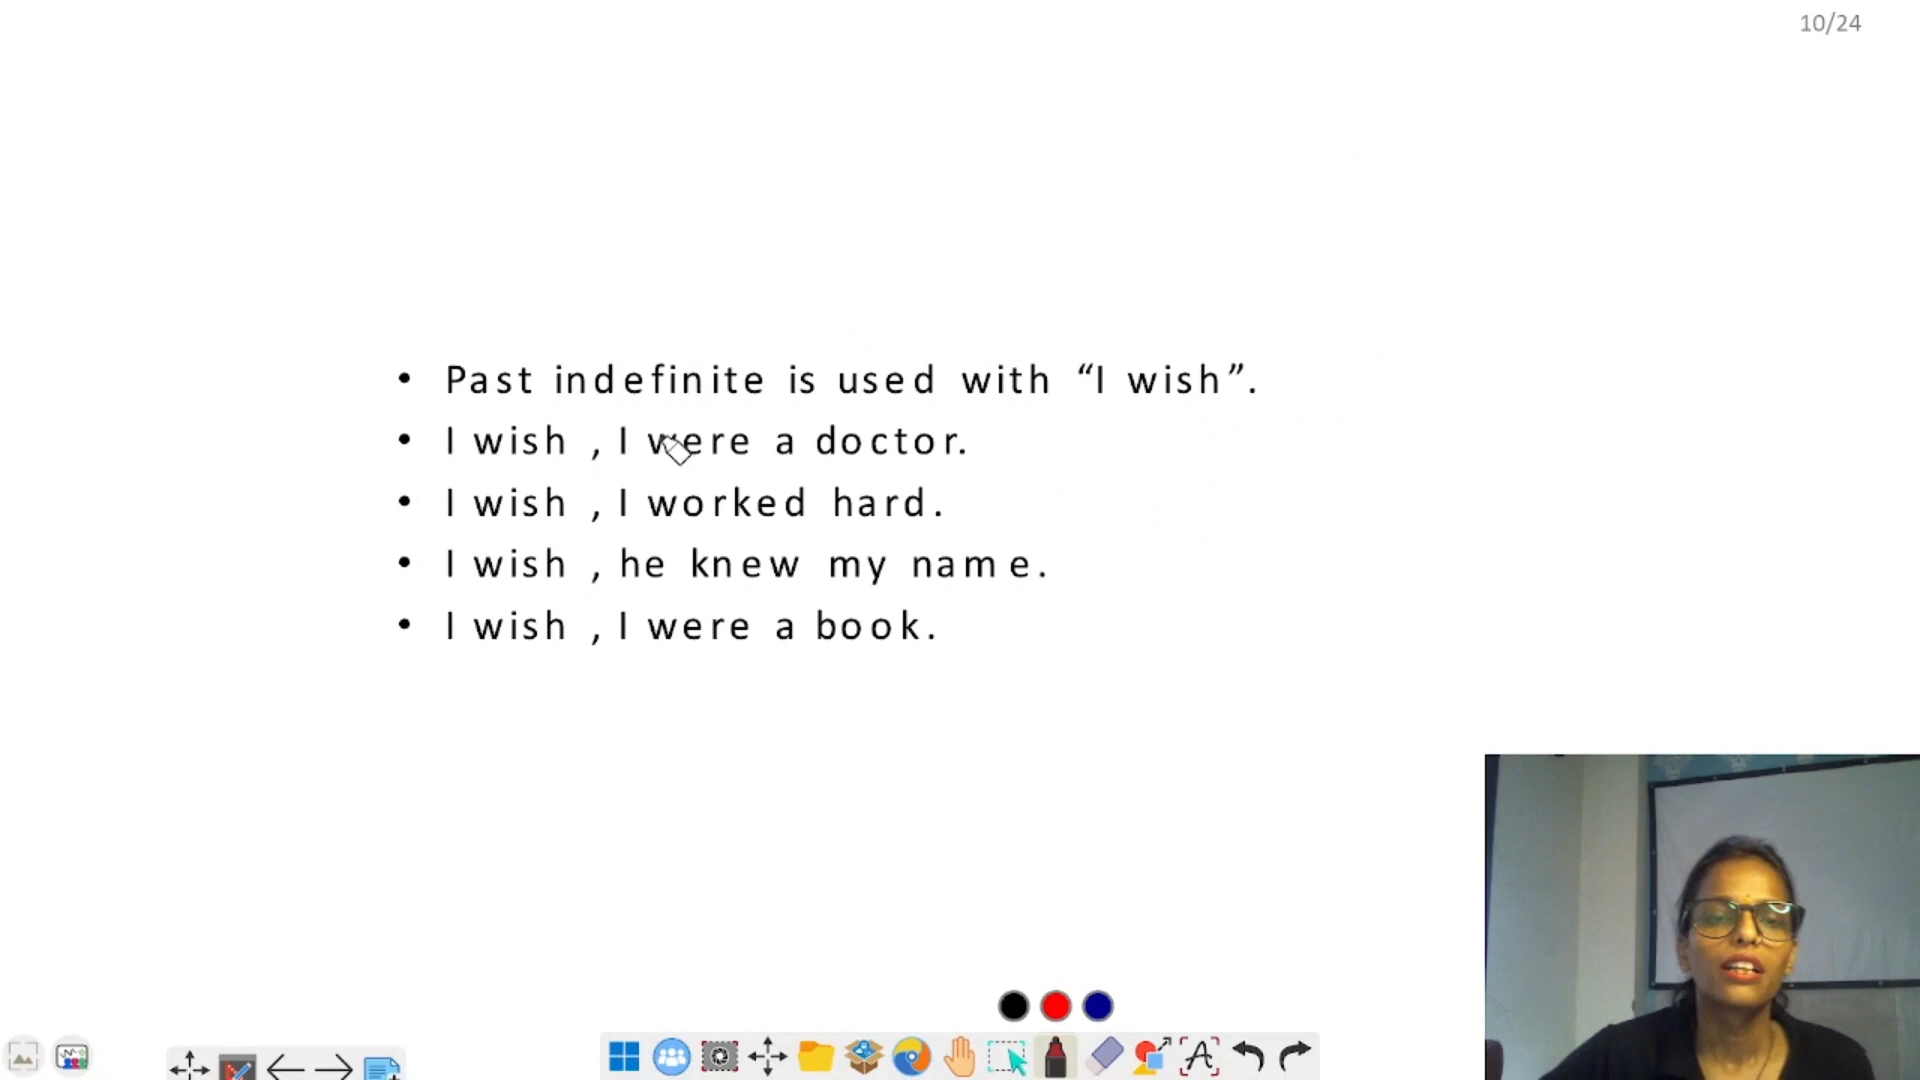 10/24
• Past indefinite is used with “I wish”.
• I wish , I were a doctor.
• I wish , I worked hard.
• I wish , he knew my name.
• I wish , I were a book.